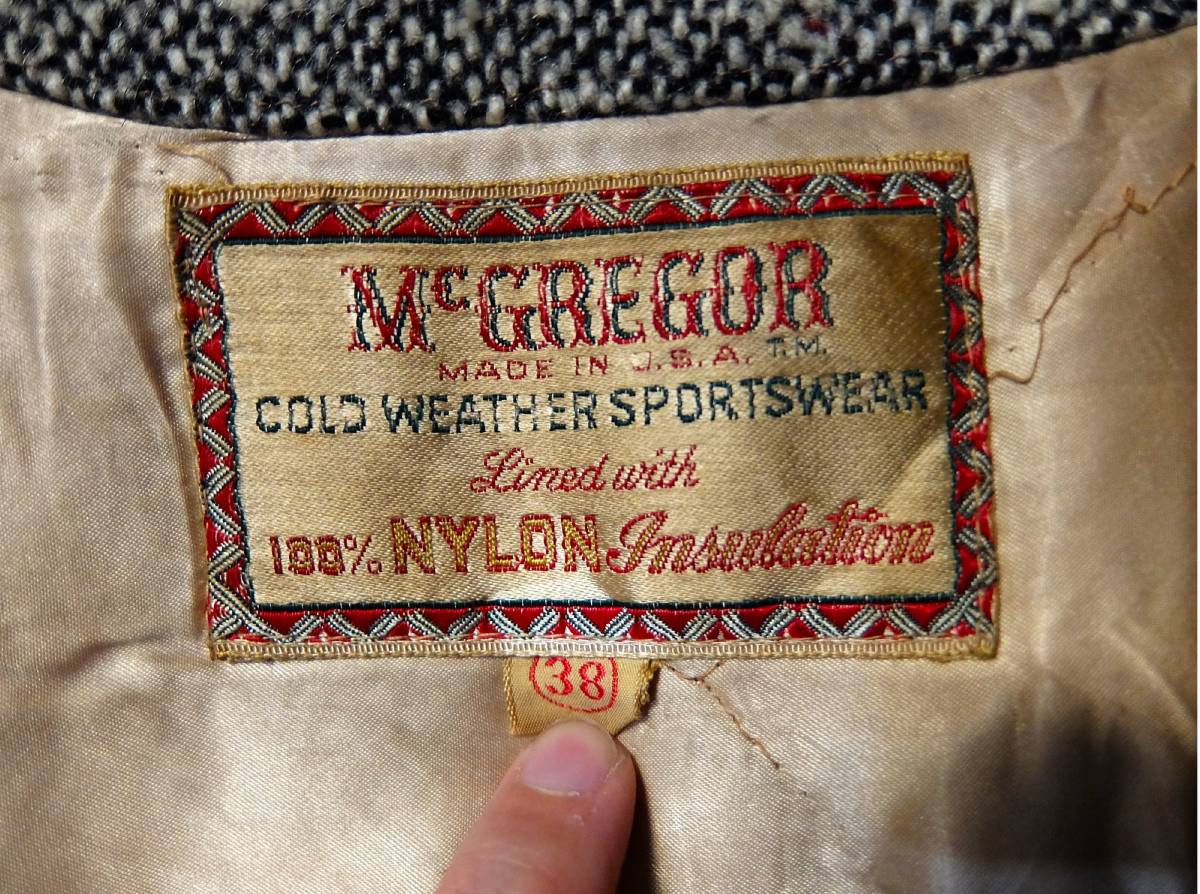 McGREGOR
MADE IN U.S.A. T.M.
COLD WEATHER SPORTSWEAR
Lined with
100% NYLON Insulation
38